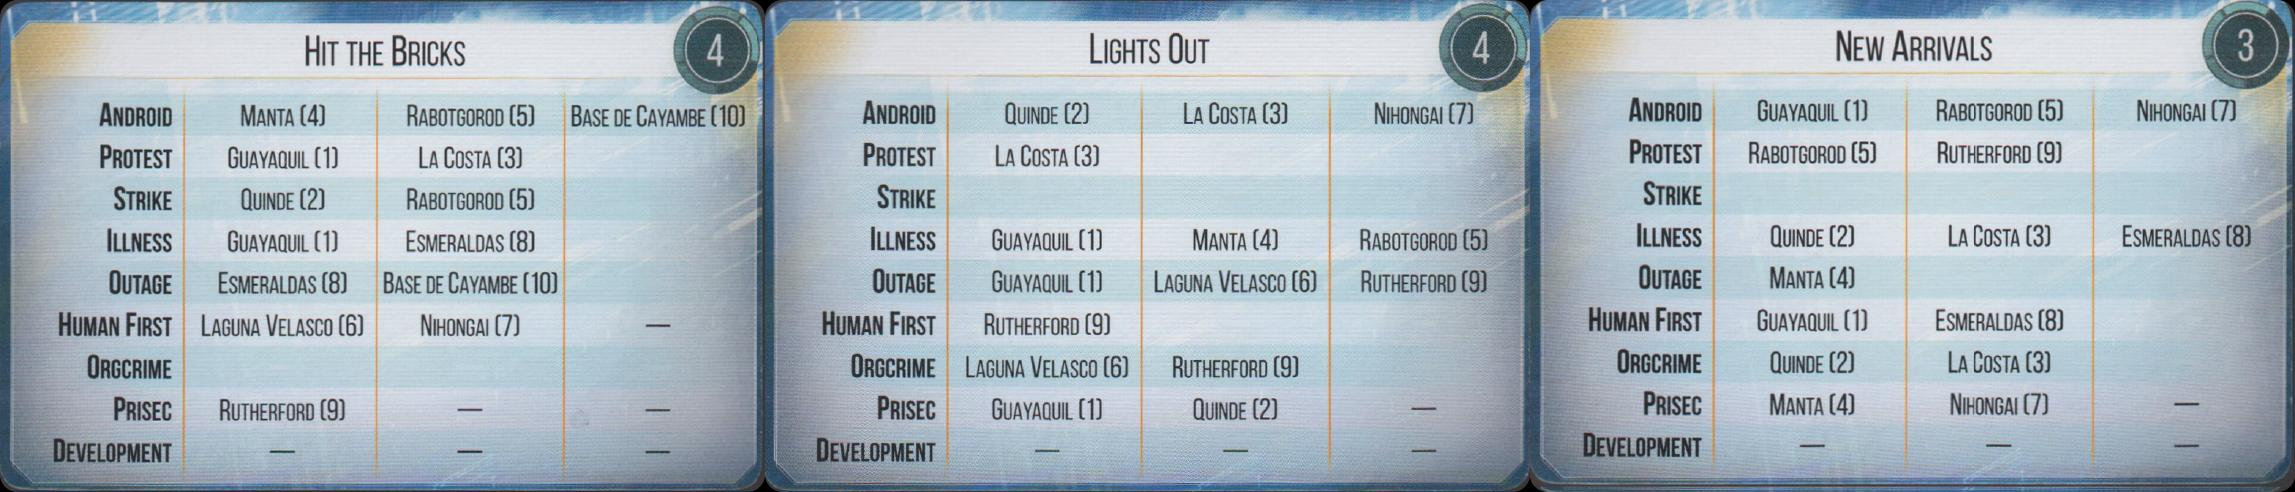 Hit the Bricks 4
Android Manta (4) Rabotgorod (5) Base de Cayambe (10)
Protest Guayaquil (1) La Costa (3)
Strike Quinde (2) Rabotgorod (5)
Illness Guayaquil (1) Esmeraldas (8)
Outage Esmeraldas (8) Base de Cayambe (10)
Human First Laguna Velasco (6) Nihongai (7) —
Orgcrime
Prisec Rutherford (9) — —
Development — — —
Lights Out 4
Android Quinde (2) La Costa (3) Nihongai (7)
Protest La Costa (3)
Strike
Illness Guayaquil (1) Manta (4) Rabotgorod (5)
Outage Guayaquil (1) Laguna Velasco (6) Rutherford (9)
Human First Rutherford (9)
Orgcrime Laguna Velasco (6) Rutherford (9)
Prisec Guayaquil (1) Quinde (2) —
Development — — —
New Arrivals 3
Android Guayaquil (1) Rabotgorod (5) Nihongai (7)
Protest Rabotgorod (5) Rutherford (9)
Strike
Illness Quinde (2) La Costa (3) Esmeraldas (8)
Outage Manta (4)
Human First Guayaquil (1) Esmeraldas (8)
Orgcrime Quinde (2) La Costa (3)
Prisec Manta (4) Nihongai (7) —
Development — — —